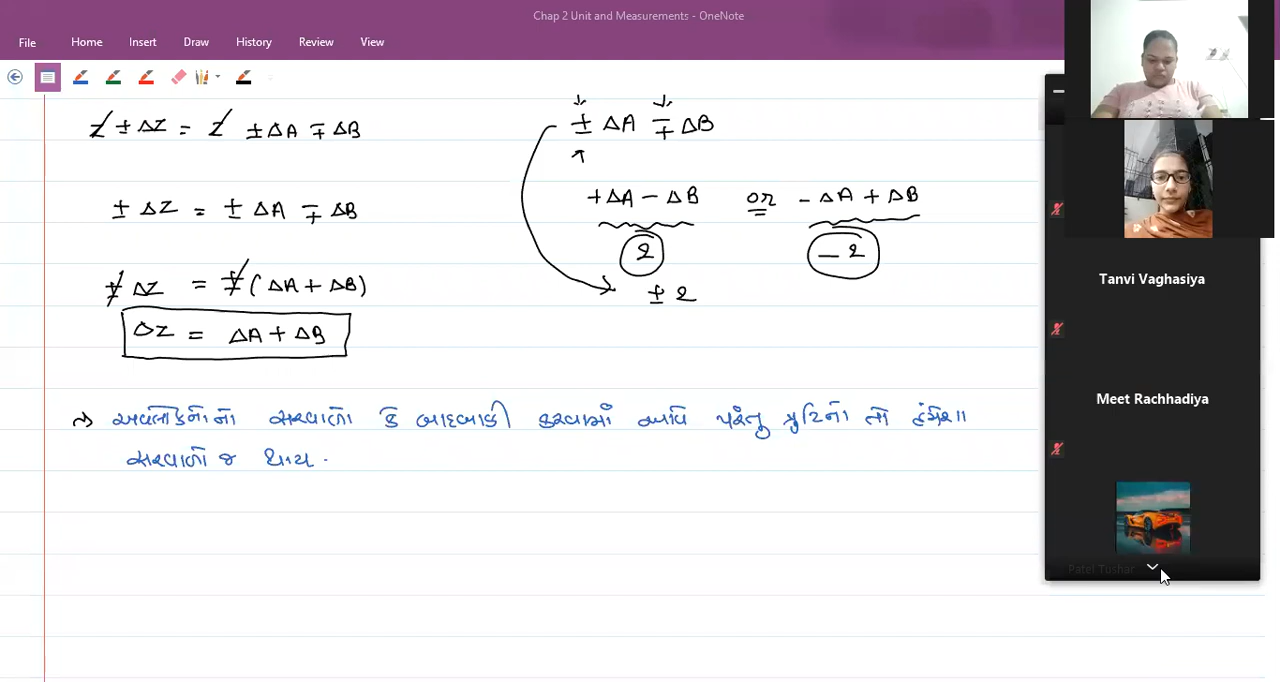 Chap 2 Unit and Measurements - OneNote
File Home Insert Draw History Review View
Z ± ΔZ = Z ± ΔA ∓ ΔB
± ΔZ = ± ΔA ∓ ΔB
∓ ΔZ = ∓ (ΔA + ΔB)
ΔZ = ΔA + ΔB
± ΔA ∓ ΔB
+ΔA - ΔB or - ΔA + ΔB
2 - 2
± 2
→ અવલોકનોના સરવાળા કે બાદબાકી કરવામાં આવે પરંતુ ત્રુટિનો તો હંમેશા
સરવાળો જ થાય.
Tanvi Vaghasiya
Meet Rachhadiya
Patel Tushar